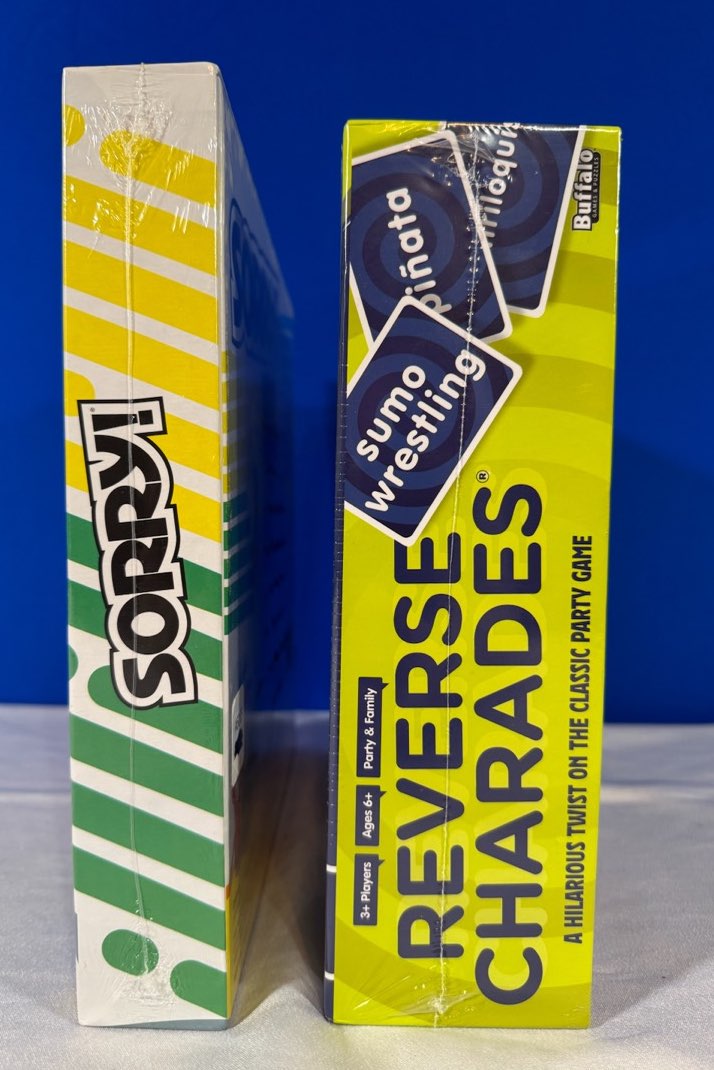 SORRY!
piñata
sumo
wrestling
Buffalo
GAMES & PUZZLES
REVERSE
CHARADES®
3+ Players
Ages 6+
Party & Family
A HILARIOUS TWIST ON THE CLASSIC PARTY GAME